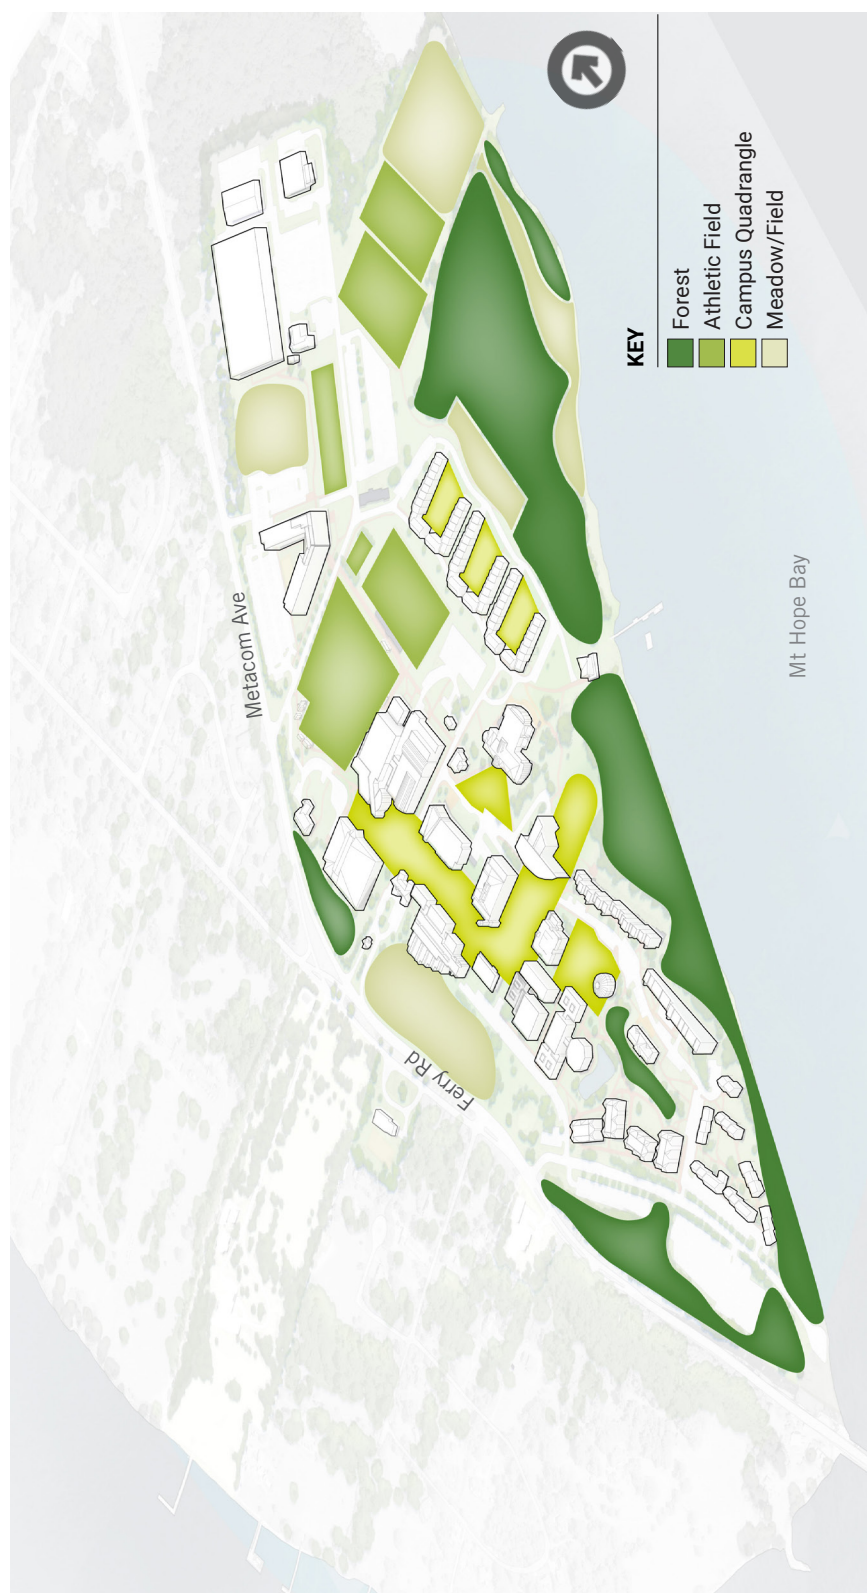 KEY
Forest
Athletic Field
Campus Quadrangle
Meadow/Field
Metacom Ave
Ferry Rd
Mt Hope Bay